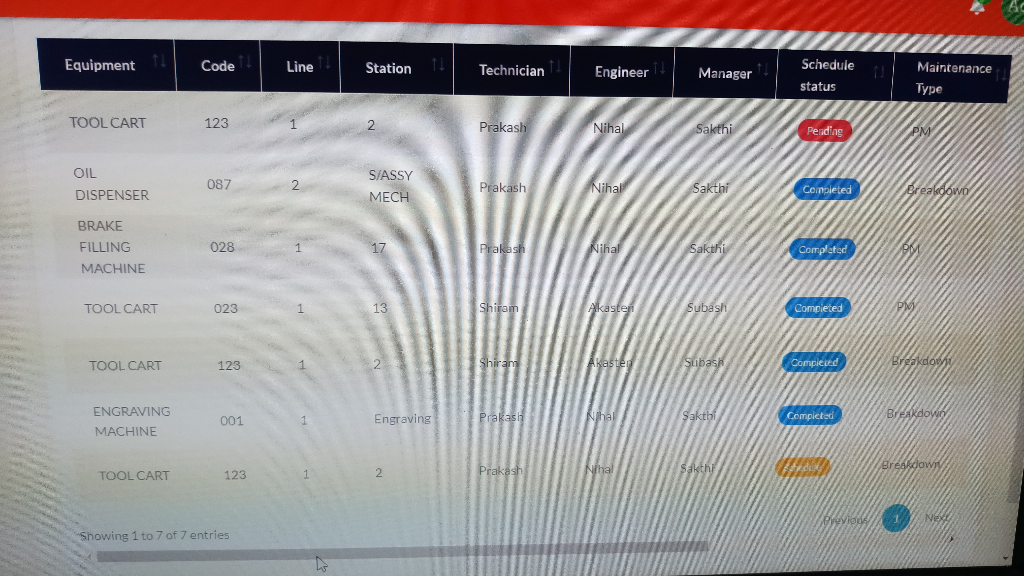 Equipment Code Line Station Technician Engineer Manager Schedule status Maintenance Type
TOOL CART 123 1 2 Prakash Nihal Sakthi Pending PM
OIL DISPENSER 087 2 S/ASSY MECH Prakash Nihal Sakthi Completed Breakdown
BRAKE FILLING MACHINE 028 1 17 Prakash Nihal Sakthi Completed PM
TOOL CART 023 1 13 Shiram Akasten Subash Completed PM
TOOL CART 123 1 2 Shiram Akasten Subash Completed Breakdown
ENGRAVING MACHINE 001 1 Engraving Prakash Nihal Sakthi Completed Breakdown
TOOL CART 123 1 2 Prakash Nihal Sakthi Schedule Breakdown
Showing 1 to 7 of 7 entries
Previous 1 Next